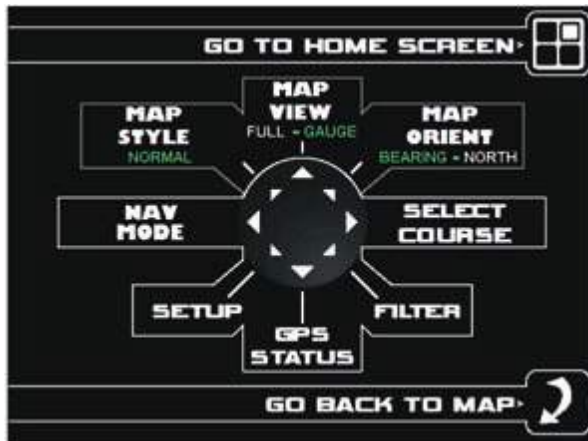 GO TO HOME SCREEN
MAP
VIEW
FULL - GAUGE
MAP
STYLE
NORMAL
MAP
ORIENT
BEARING - NORTH
NAV
MODE
SELECT
COURSE
SETUP
FILTER
GPS
STATUS
GO BACK TO MAP